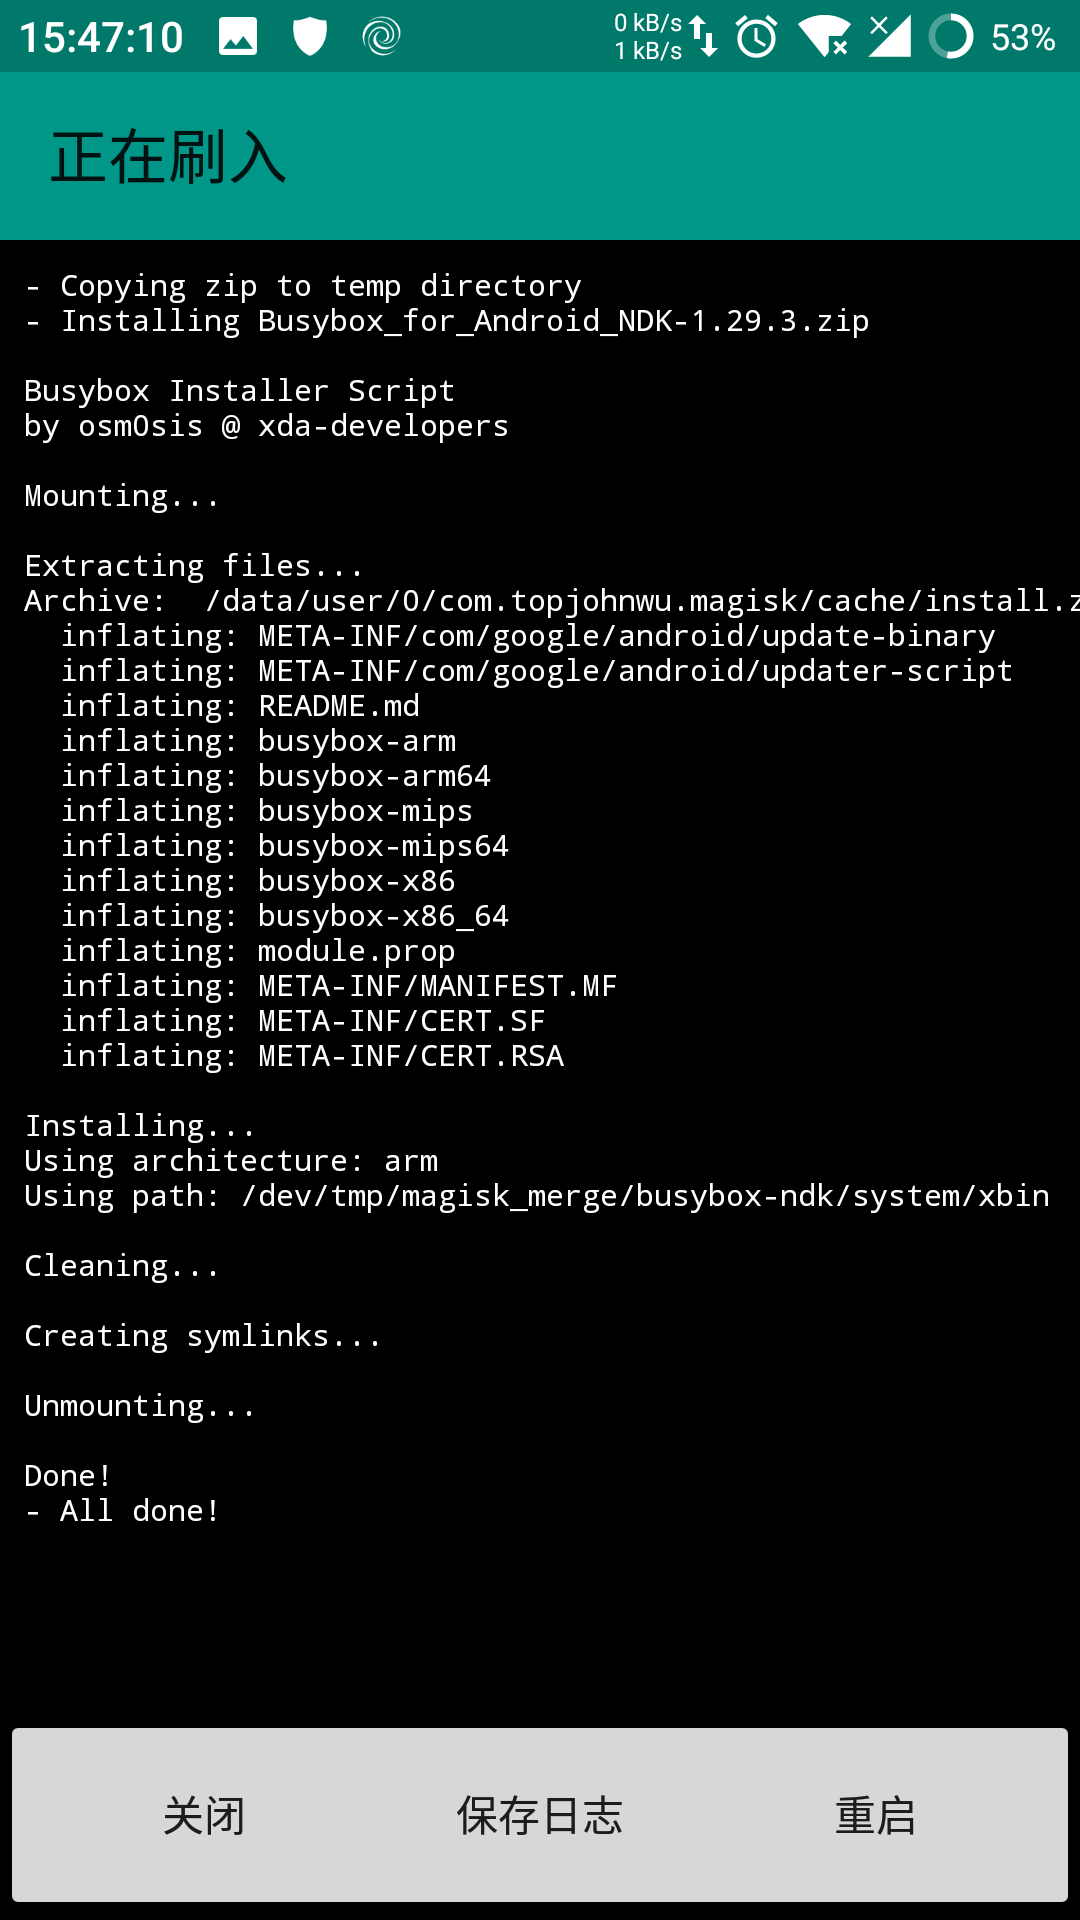 15:47:10
0 kB/s
1 kB/s
53%
正在刷入
- Copying zip to temp directory
- Installing Busybox_for_Android_NDK-1.29.3.zip
Busybox Installer Script
by osm0sis @ xda-developers
Mounting...
Extracting files...
Archive:  /data/user/0/com.topjohnwu.magisk/cache/install.z
  inflating: META-INF/com/google/android/update-binary
  inflating: META-INF/com/google/android/updater-script
  inflating: README.md
  inflating: busybox-arm
  inflating: busybox-arm64
  inflating: busybox-mips
  inflating: busybox-mips64
  inflating: busybox-x86
  inflating: busybox-x86_64
  inflating: module.prop
  inflating: META-INF/MANIFEST.MF
  inflating: META-INF/CERT.SF
  inflating: META-INF/CERT.RSA
Installing...
Using architecture: arm
Using path: /dev/tmp/magisk_merge/busybox-ndk/system/xbin
Cleaning...
Creating symlinks...
Unmounting...
Done!
- All done!
关闭 保存日志 重启